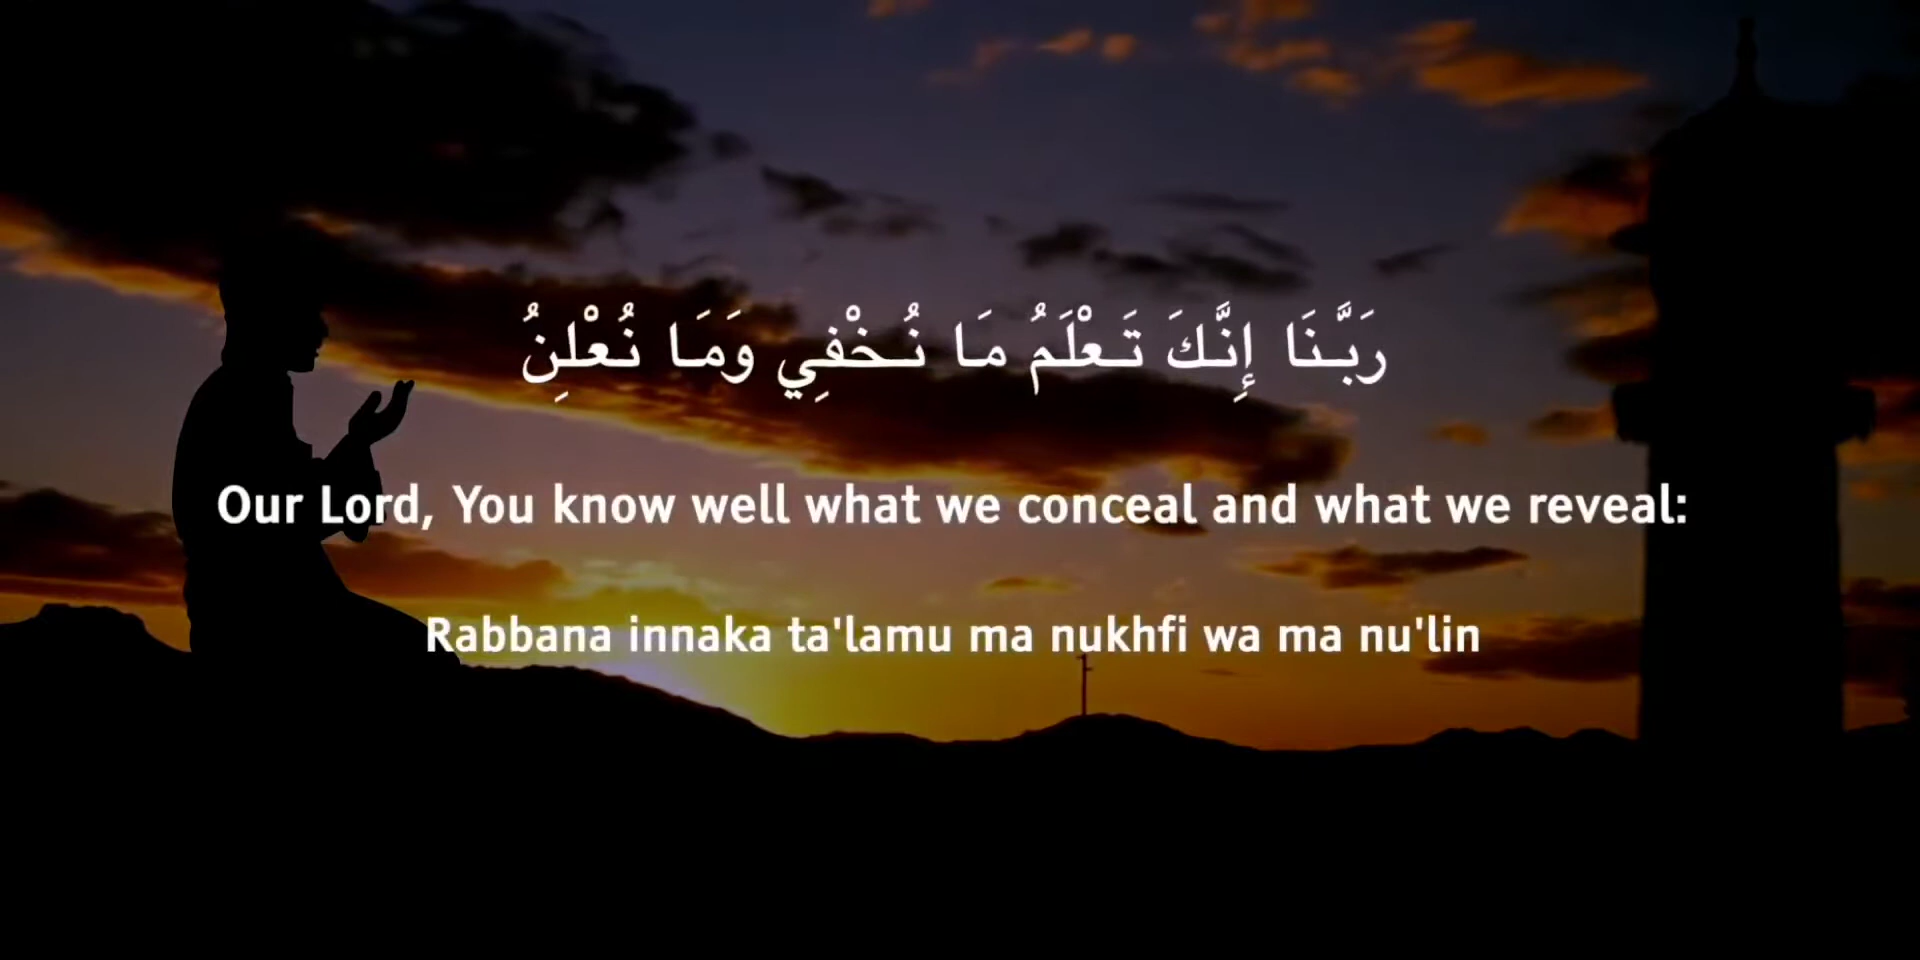 رَبَّنَا إِنَّكَ تَعْلَمُ مَا نُخْفِي وَمَا نُعْلِنُ
Our Lord, You know well what we conceal and what we reveal:
Rabbana innaka ta'lamu ma nukhfi wa ma nu'lin